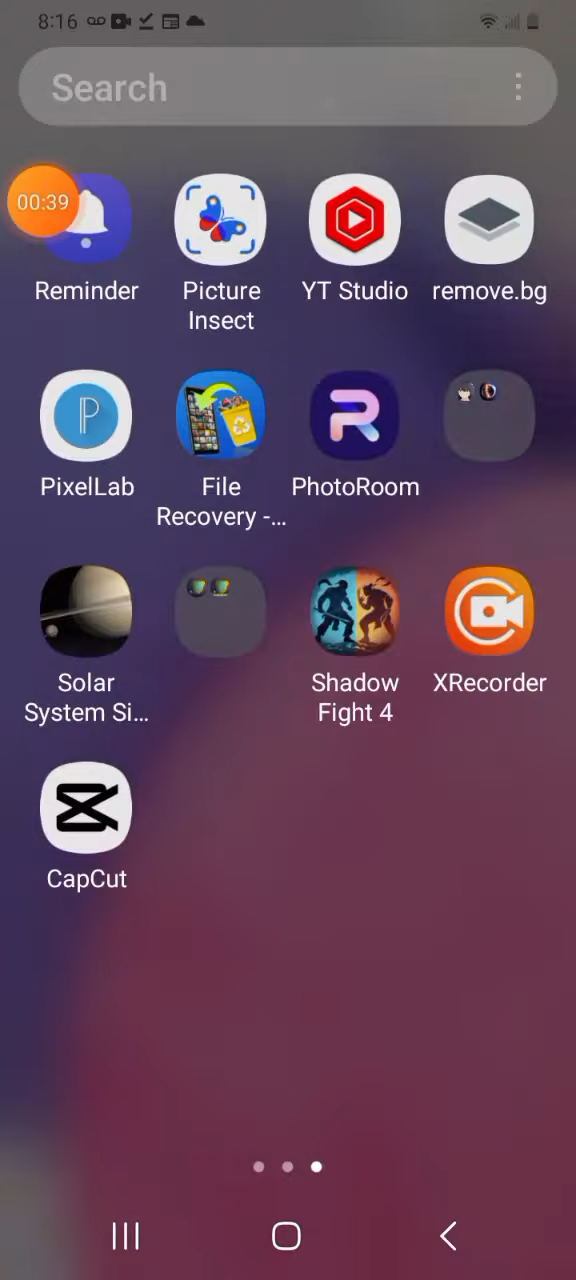 8:16
Search
00:39
Reminder
Picture
Insect
YT Studio
remove.bg
PixelLab
File
Recovery -...
PhotoRoom
Solar
System Si...
Shadow
Fight 4
XRecorder
CapCut